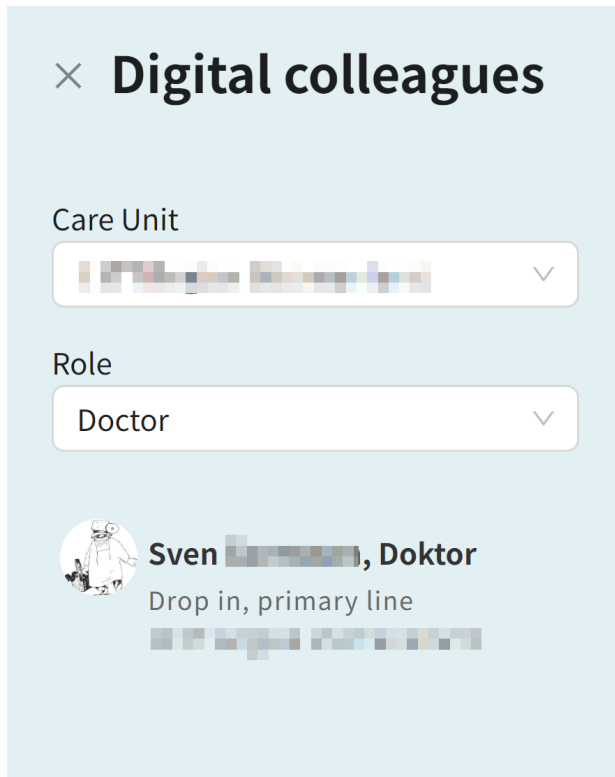 Digital colleagues
Care Unit
Role
Doctor
Sven , Doktor
Drop in, primary line